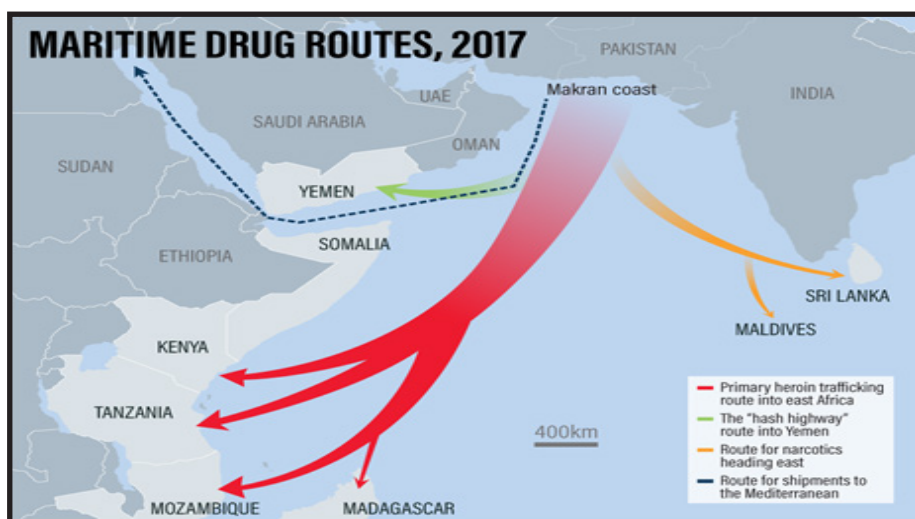 MARITIME DRUG ROUTES, 2017
PAKISTAN
Makran coast
INDIA
UAE
SAUDI ARABIA
OMAN
SUDAN
YEMEN
SOMALIA
ETHIOPIA
SRI LANKA
MALDIVES
KENYA
TANZANIA
MOZAMBIQUE
MADAGASCAR
400km
Primary heroin trafficking
route into east Africa
The "hash highway"
route into Yemen
Route for narcotics
heading east
Route for shipments to
the Mediterranean